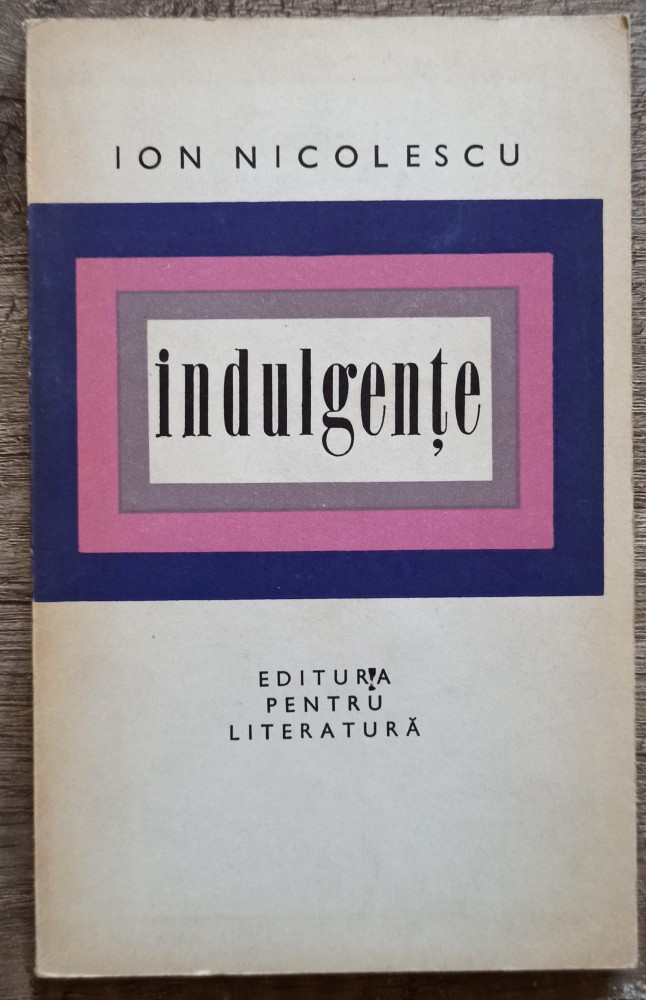 ION NICOLESCU
indulgențe
EDITURA
PENTRU
LITERATURĂ